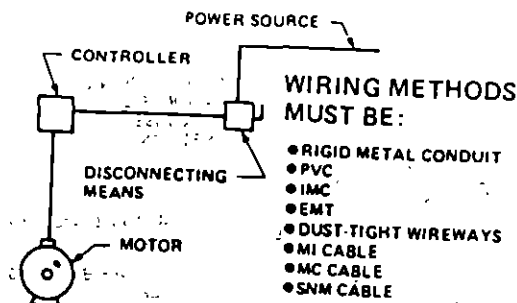 POWER SOURCE
CONTROLLER
WIRING METHODS
MUST BE:
DISCONNECTING
MEANS
MOTOR
● RIGID METAL CONDUIT
● PVC
● IMC
● EMT
● DUST-TIGHT WIREWAYS
● MI CABLE
● MC CABLE
● SNM CABLE